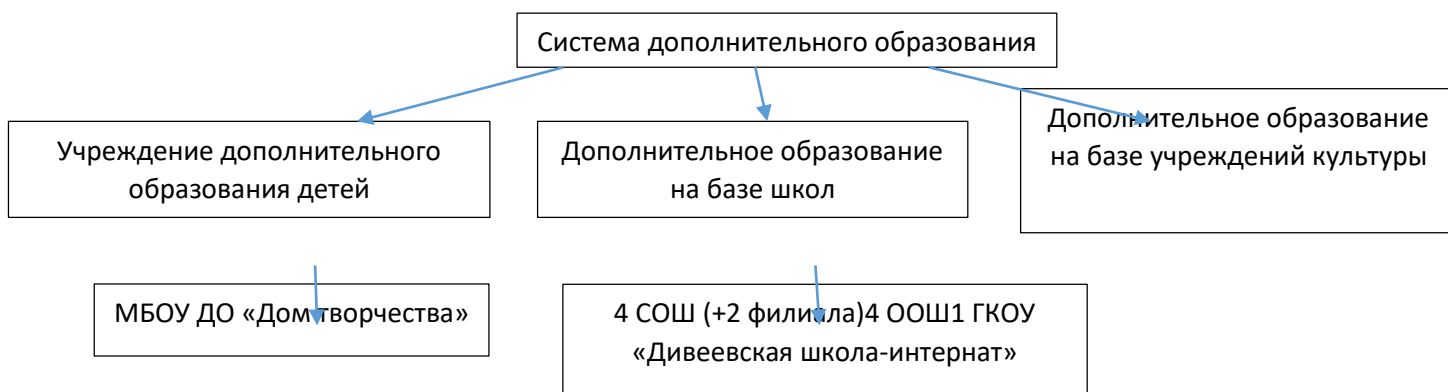 Система дополнительного образования
Учреждение дополнительного
образования детей
Дополнительное образование
на базе школ
Дополнительное образование
на базе учреждений культуры
МБОУ ДО «Дом творчества»
4 СОШ (+2 филиала)4 ООШ1 ГКОУ
«Дивеевская школа-интернат»